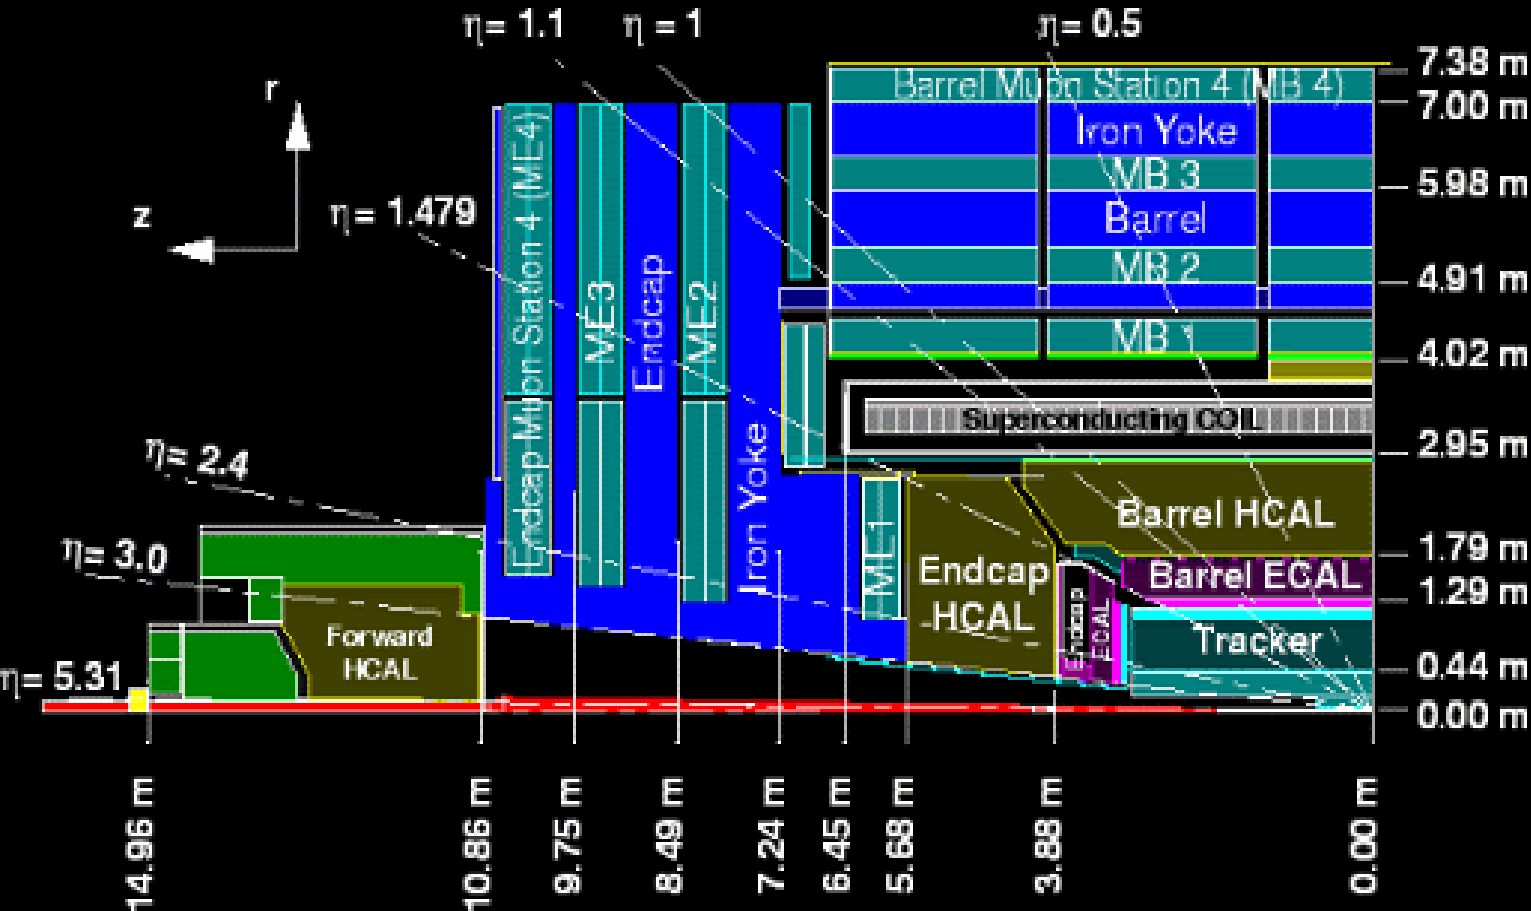 η= 1.1
η = 1
η= 0.5
7.38 m
Barrel Muon Station 4 (MB 4)
7.00 m
r
Iron Yoke
MB 3
5.98 m
z
η= 1.479
Barrel
MB 2
4.91 m
Endcap Muon Station 4 (ME4)
ME3
Endcap
ME2
MB 1
4.02 m
Superconducting COIL
2.95 m
η= 2.4
Iron Yoke
Barrel HCAL
η= 3.0
ME1
Endcap
HCAL
Endcap
ECAL
Barrel ECAL
1.79 m
1.29 m
Forward
HCAL
Tracker
η= 5.31
0.44 m
0.00 m
14.96 m
10.86 m
9.75 m
8.49 m
7.24 m
6.45 m
5.68 m
3.88 m
0.00 m